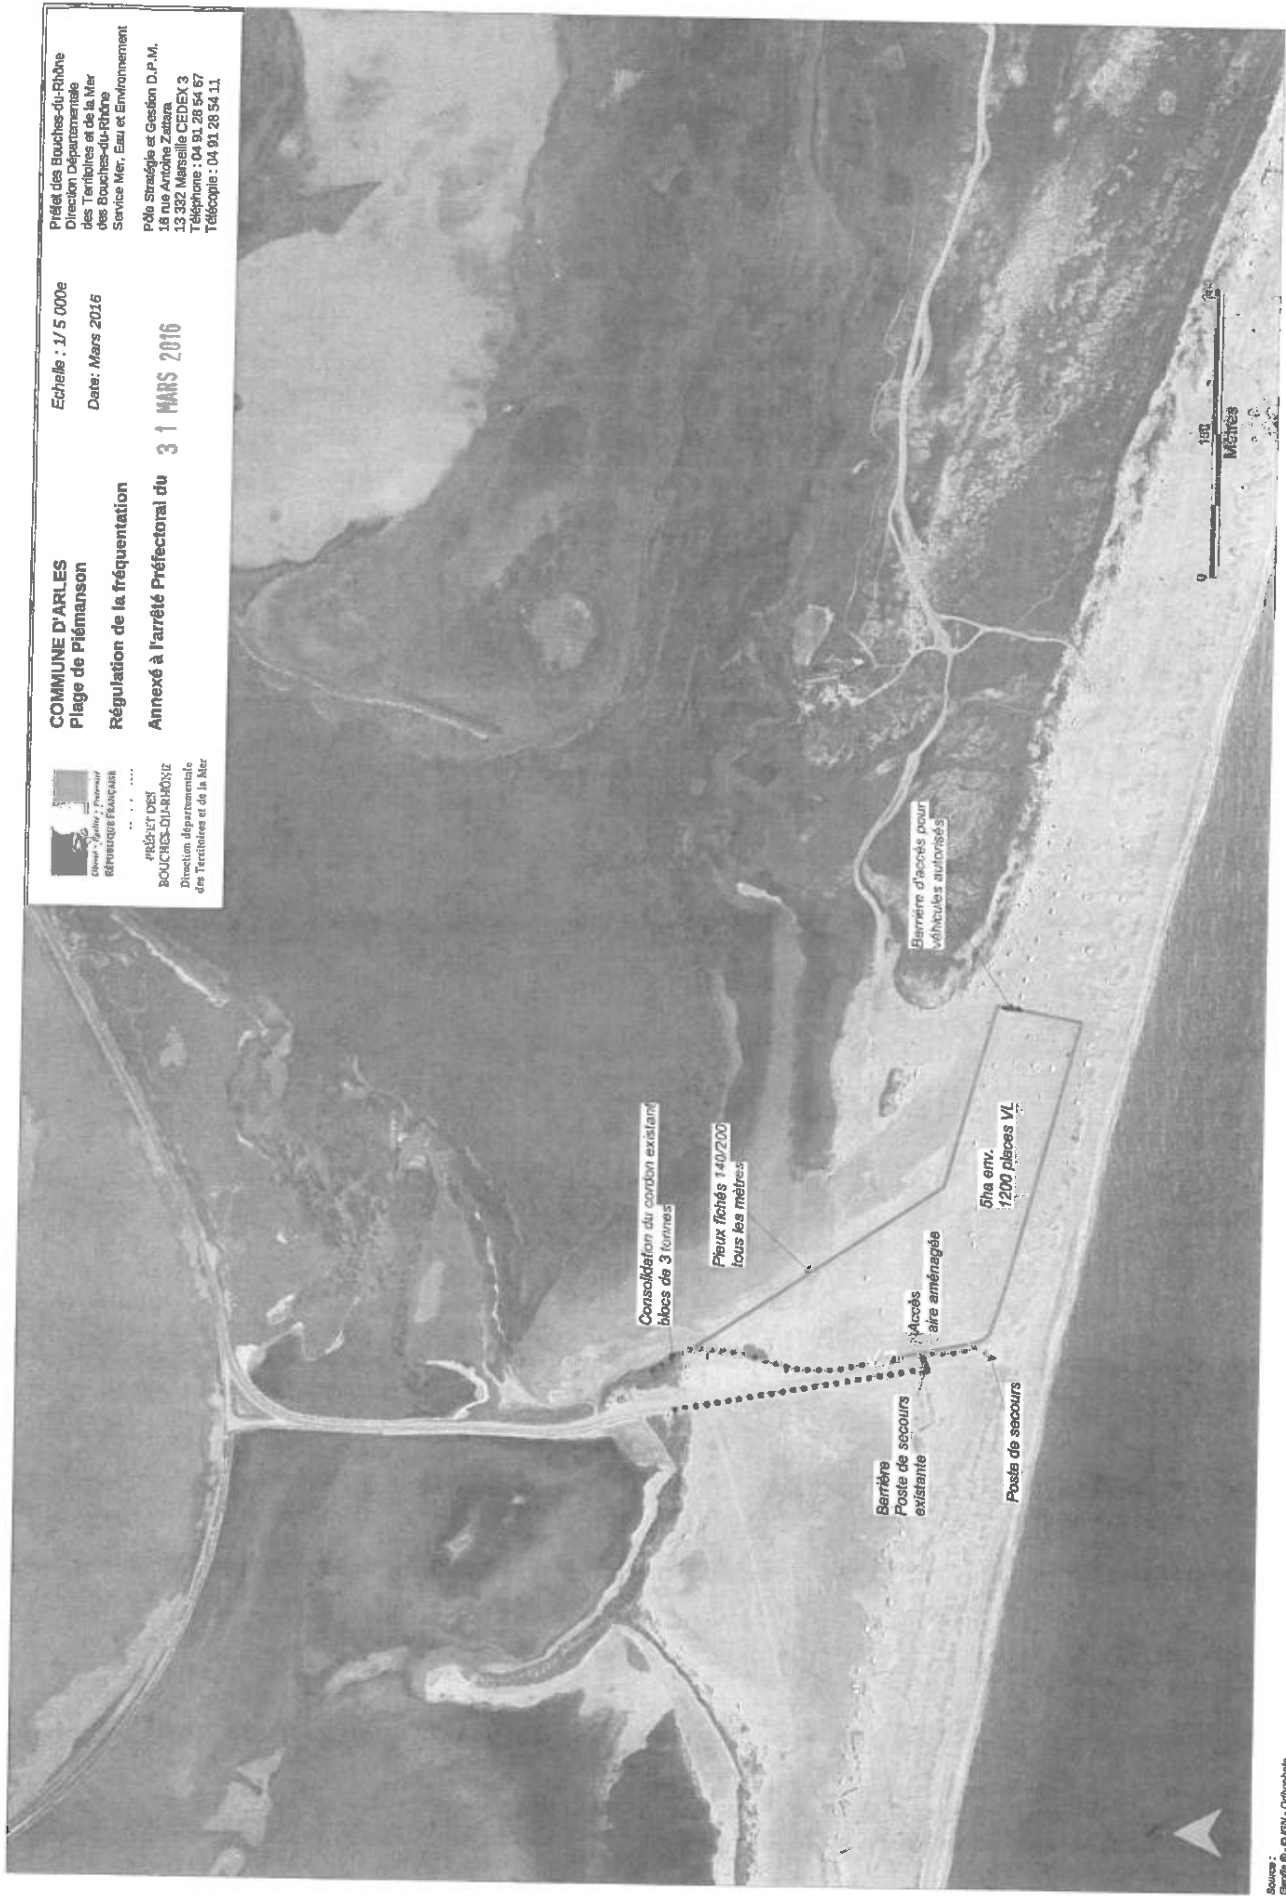 Liberté • Égalité • Fraternité
RÉPUBLIQUE FRANÇAISE
PRÉFET DES
BOUCHES-DU-RHÔNE
Direction départementale
des Territoires et de la Mer
COMMUNE D'ARLES
Plage de Piémanson
Régulation de la fréquentation
Annexé à l'arrêté Préfectoral du
31 MARS 2016
Echelle : 1/ 5 000e
Date: Mars 2016
Préfet des Bouches-du-Rhône
Direction Départementale
des Territoires et de la Mer
des Bouches-du-Rhône
Service Mer, Eau et Environnement
Pôle Stratégie et Gestion D.P.M.
16 rue Antoine Zattara
13 332 Marseille CEDEX 3
Téléphone : 04 91 28 54 67
Télécopie : 04 91 28 54 11
Consolidation du cordon existant
blocs de 3 tonnes
Pieux fichés 140/200
tous les mètres
Barrière d'accès pour
véhicules autorisés
Accès
aire aménagée
5ha env.
1200 places VL
Barrière
Poste de secours
existante
Poste de secours
0
Mètres
Source :